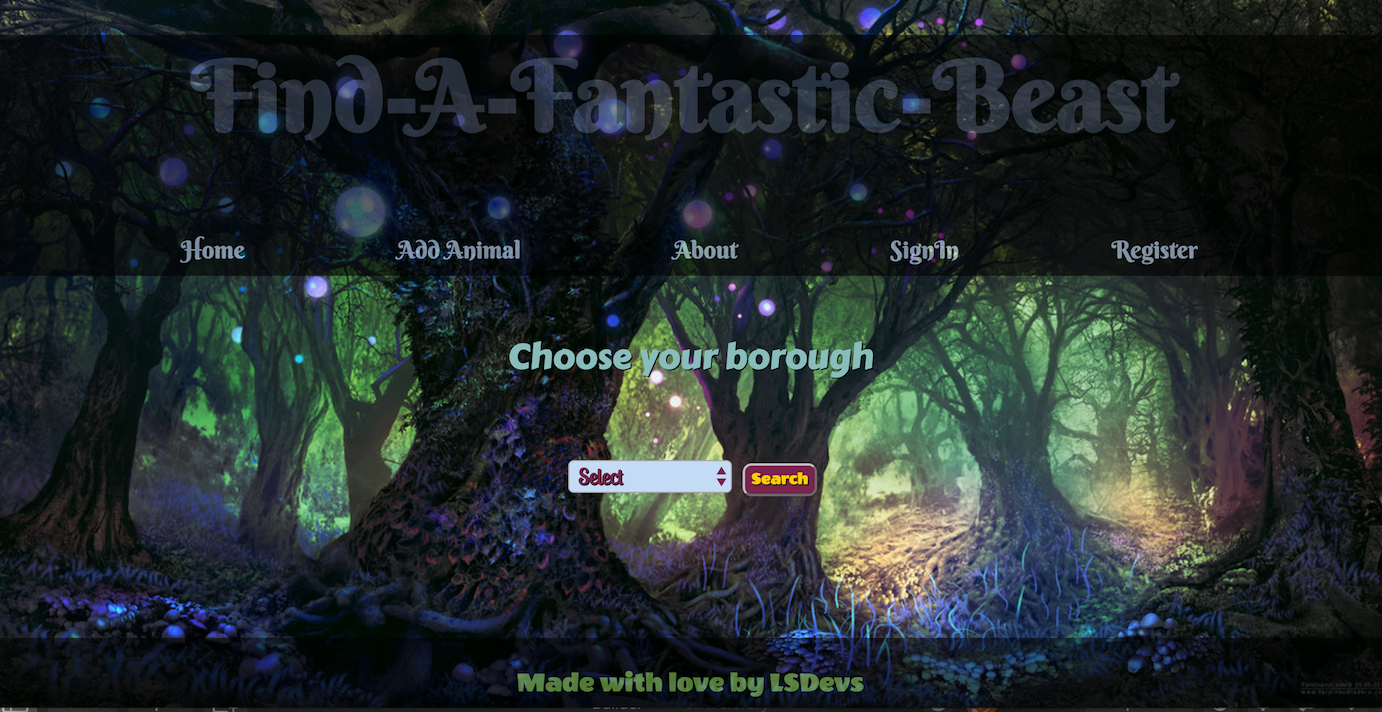 Find-A-Fantastic-Beast
Home Add Animal About SignIn Register
Choose your borough
Select Search
Made with love by LSDevs